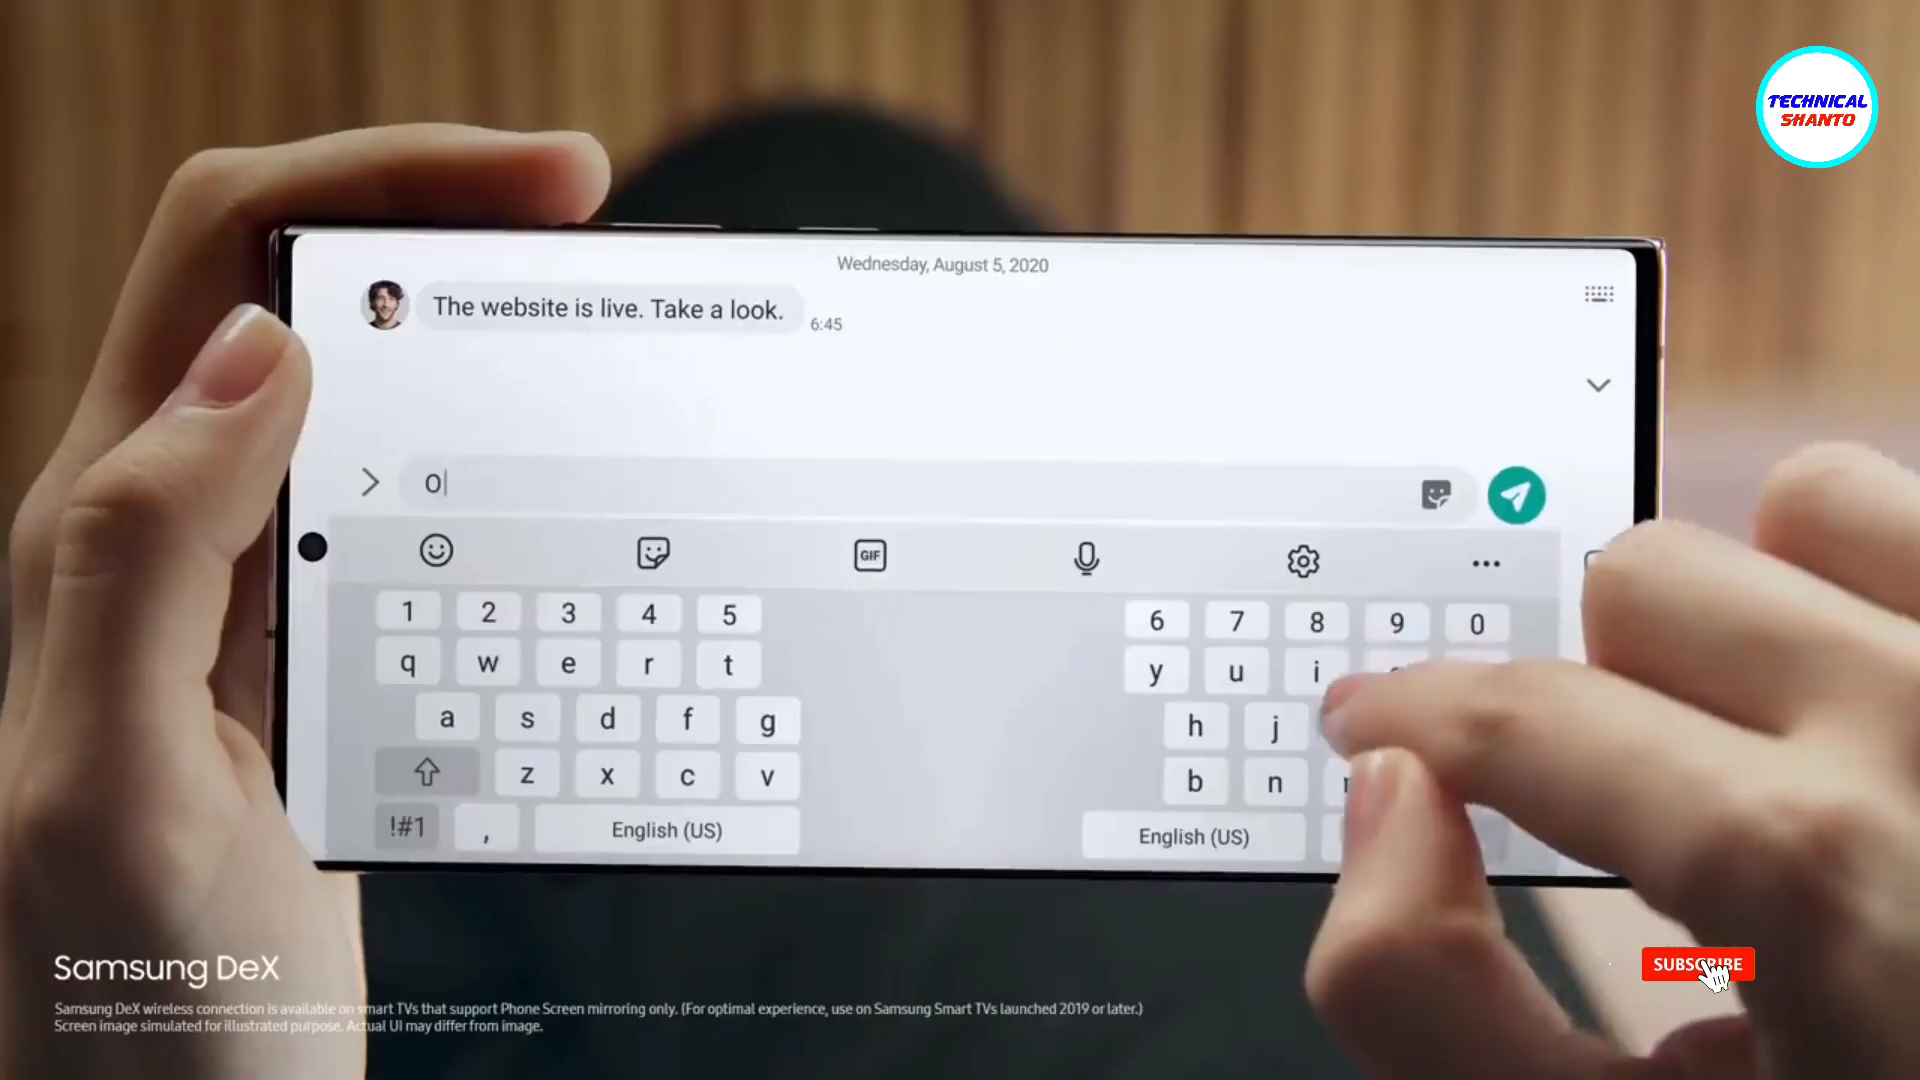 TECHNICAL
SHANTO
Wednesday, August 5, 2020
The website is live. Take a look.
6:45
O
GIF
1 2 3 4 5 6 7 8 9 0
q w e r t y u i
a s d f g h j
z x c v b n
!#1 , English (US) English (US)
Samsung DeX
SUBSCRIBE
Samsung DeX wireless connection is available on smart TVs that support Phone Screen mirroring only. (For optimal experience, use on Samsung Smart TVs launched 2019 or later.)
Screen image simulated for illustrated purpose. Actual UI may differ from image.